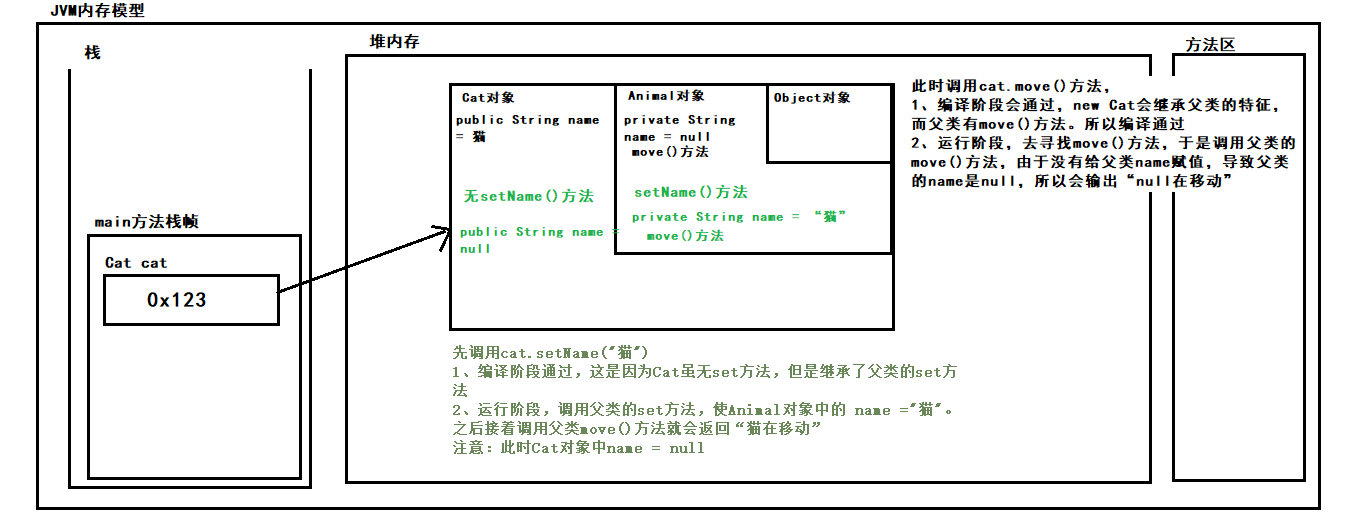 JVM内存模型
栈
堆内存
方法区
Cat对象
public String name
= 猫
无setName()方法
public String name =
null
Animal对象
private String
name = null
move()方法
setName()方法
private String name = “猫”
move()方法
Object对象
此时调用cat.move()方法，
1、编译阶段会通过，new Cat会继承父类的特征，
而父类有move()方法。所以编译通过
2、运行阶段，去寻找move()方法，于是调用父类的
move()方法，由于没有给父类name赋值，导致父类
的name是null，所以会输出“null在移动”
main方法栈帧
Cat cat
0x123
先调用cat.setName("猫")
1、编译阶段通过，这是因为Cat虽无set方法，但是继承了父类的set方
法
2、运行阶段，调用父类的set方法，使Animal对象中的 name ="猫"。
之后接着调用父类move()方法就会返回“猫在移动”
注意：此时Cat对象中name = null